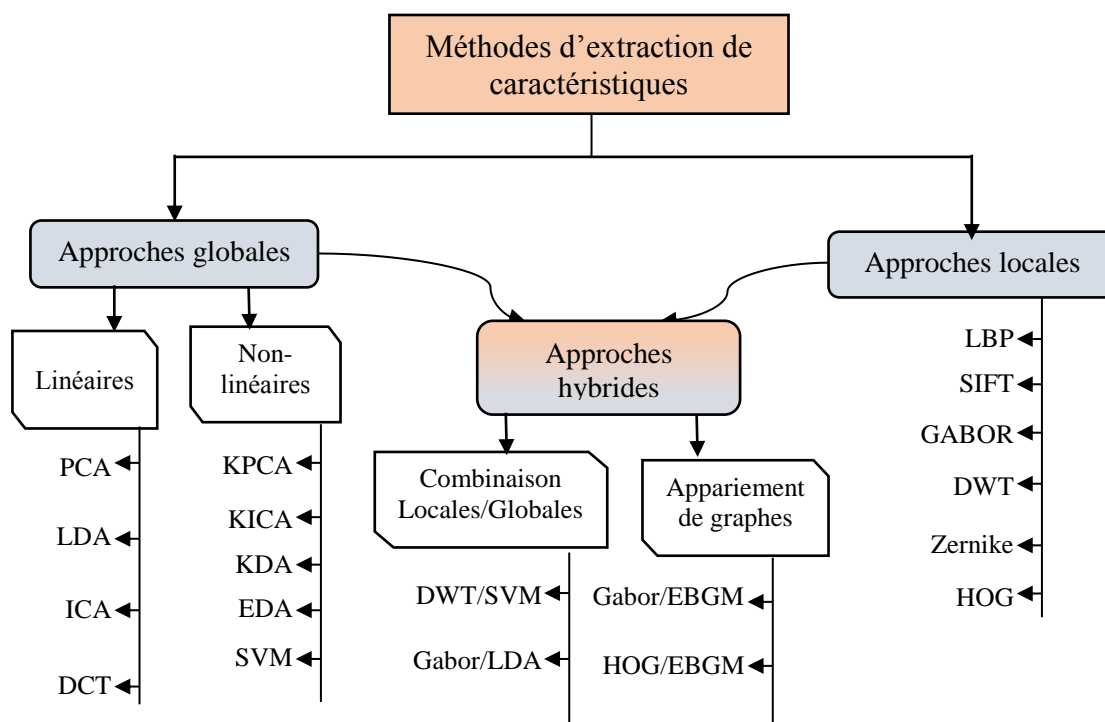 Méthodes d’extraction de
caractéristiques
Approches globales
Approches locales
Linéaires
Non-
linéaires
Approches
hybrides
PCA
LDA
ICA
DCT
KPCA
KICA
KDA
EDA
SVM
Combinaison
Locales/Globales
Appariement
de graphes
DWT/SVM
Gabor/LDA
Gabor/EBGM
HOG/EBGM
LBP
SIFT
GABOR
DWT
Zernike
HOG